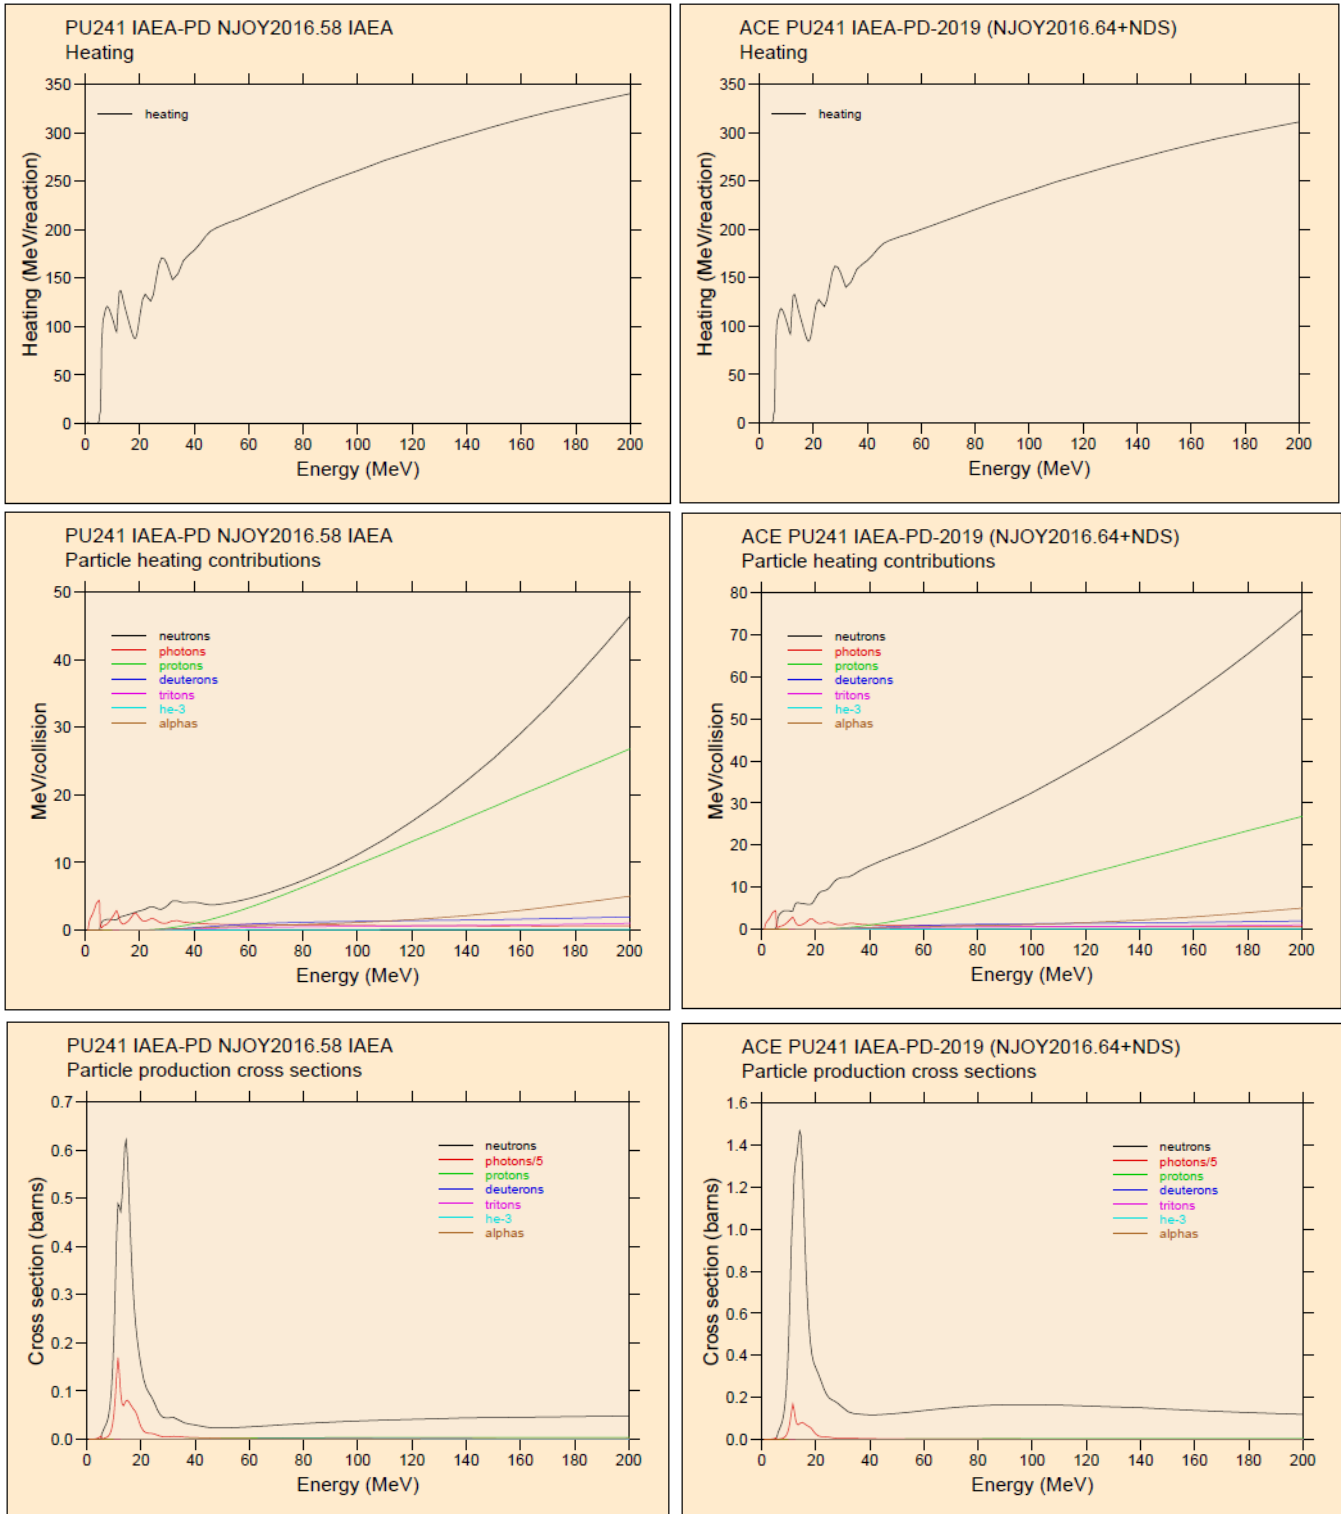 PU241 IAEA-PD NJOY2016.58 IAEA
Heating
350
300
250
200
150
100
50
0
Heating (MeV/reaction)
heating
0 20 40 60 80 100 120 140 160 180 200
Energy (MeV)
ACE PU241 IAEA-PD-2019 (NJOY2016.64+NDS)
Heating
350
300
250
200
150
100
50
0
Heating (MeV/reaction)
heating
0 20 40 60 80 100 120 140 160 180 200
Energy (MeV)
PU241 IAEA-PD NJOY2016.58 IAEA
Particle heating contributions
50
40
30
20
10
0
MeV/collision
neutrons
photons
protons
deuterons
tritons
he-3
alphas
0 20 40 60 80 100 120 140 160 180 200
Energy (MeV)
ACE PU241 IAEA-PD-2019 (NJOY2016.64+NDS)
Particle heating contributions
80
70
60
50
40
30
20
10
0
MeV/collision
neutrons
photons
protons
deuterons
tritons
he-3
alphas
0 20 40 60 80 100 120 140 160 180 200
Energy (MeV)
PU241 IAEA-PD NJOY2016.58 IAEA
Particle production cross sections
0.7
0.6
0.5
0.4
0.3
0.2
0.1
0.0
Cross section (barns)
neutrons
photons/5
protons
deuterons
tritons
he-3
alphas
0 20 40 60 80 100 120 140 160 180 200
Energy (MeV)
ACE PU241 IAEA-PD-2019 (NJOY2016.64+NDS)
Particle production cross sections
1.6
1.4
1.2
1.0
0.8
0.6
0.4
0.2
0.0
Cross section (barns)
neutrons
photons/5
protons
deuterons
tritons
he-3
alphas
0 20 40 60 80 100 120 140 160 180 200
Energy (MeV)